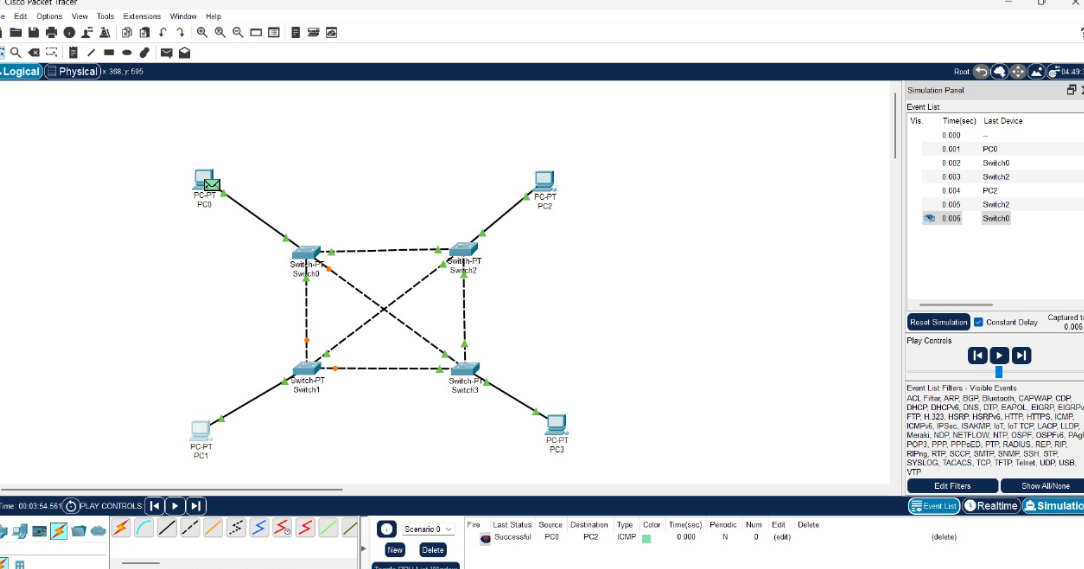 Cisco Packet Tracer
Edit Options View Tools Extensions Window Help
Logical Physical x: 368, y: 595
Root 04:49:
Simulation Panel
Event List
Vis. Time(sec) Last Device
0.000 --
0.001 PC0
0.002 Switch0
0.003 Switch2
0.004 PC2
0.005 Switch2
0.006 Switch0
Reset Simulation Constant Delay Captured to
0.006
Play Controls
Event List Filters - Visible Events
ACL Filter, ARP, BGP, Bluetooth, CAPWAP, CDP,
DHCP, DHCPv6, DNS, DTP, EAPOL, EIGRP, EIGRPv
FTP, H.323, HSRP, HSRPv6, HTTP, HTTPS, ICMP,
ICMPv6, IPSec, ISAKMP, IoT, IoT TCP, LACP, LLDP,
Meraki, NDP, NETFLOW, NTP, OSPF, OSPFv6, PAgP
POP3, PPP, PPPoED, PTP, RADIUS, REP, RIP,
RIPng, RTP, SCCP, SMTP, SNMP, SSH, STP,
SYSLOG, TACACS, TCP, TFTP, Telnet, UDP, USB,
VTP
Edit Filters Show All/None
Event List Realtime Simulatio
PC-PT
PC0
PC-PT
PC2
Switch-PT
Switch0
Switch-PT
Switch2
Switch-PT
Switch1
Switch-PT
Switch3
PC-PT
PC1
PC-PT
PC3
Time: 00:03:54.561 PLAY CONTROLS
Scenario 0
New Delete
Toggle PDU List Window
Fire Last Status Source Destination Type Color Time(sec) Periodic Num Edit Delete
Successful PC0 PC2 ICMP 0.000 N 0 (edit) (delete)